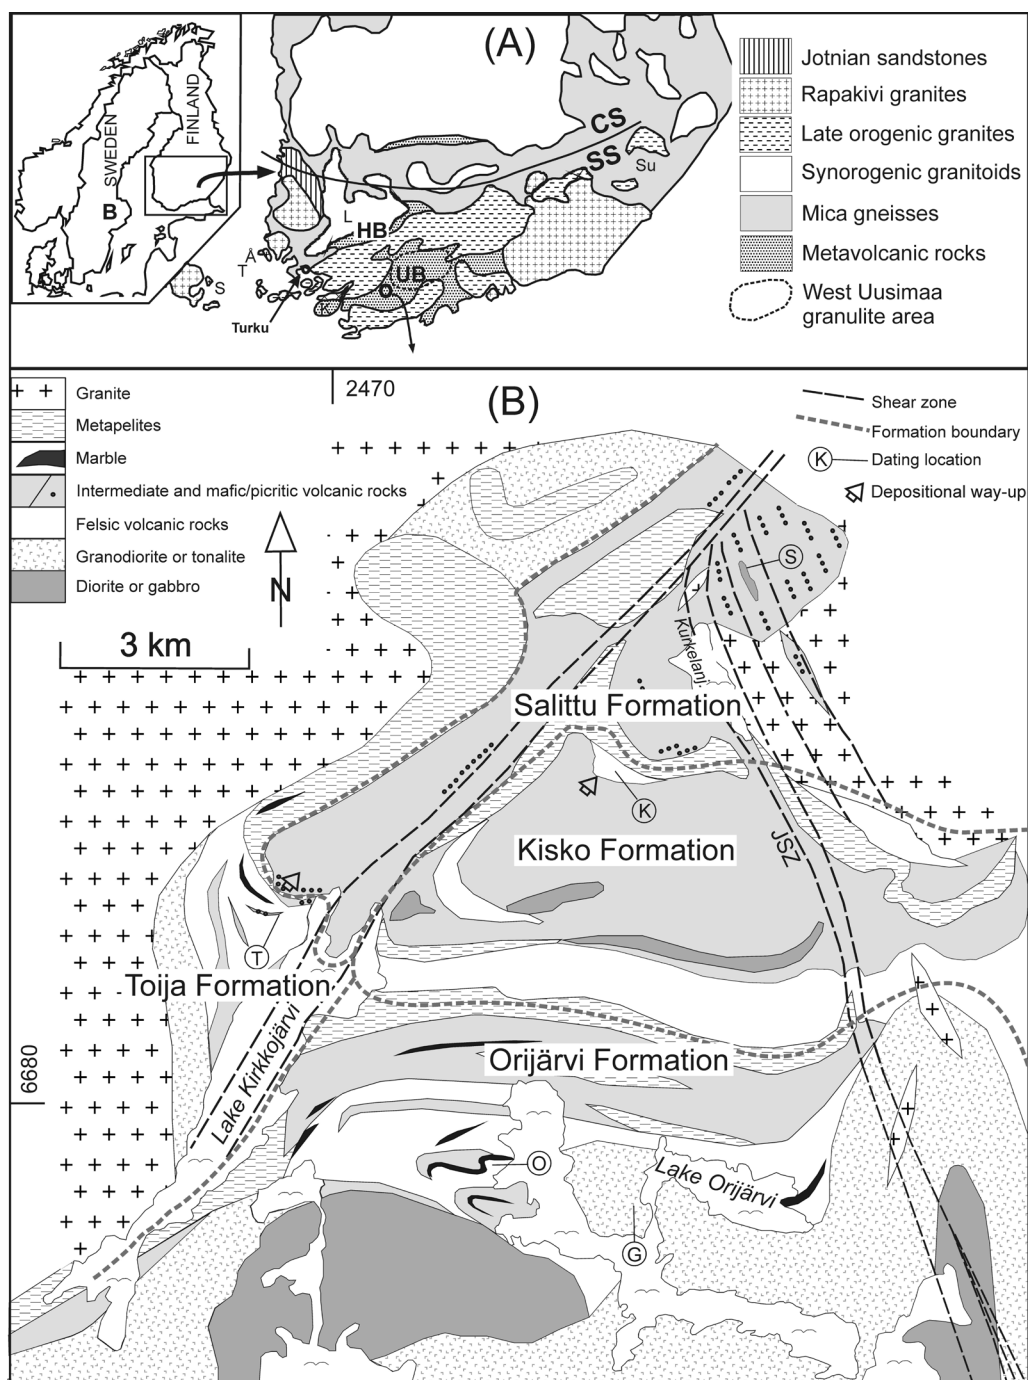 (A)
FINLAND
SWEDEN
B
CS
SS
Su
L
HB
Å
T
UB
O
K
S
Turku
Jotnian sandstones
Rapakivi granites
Late orogenic granites
Synorogenic granitoids
Mica gneisses
Metavolcanic rocks
West Uusimaa
granulite area
(B)
2470
Granite
Metapelites
Marble
Intermediate and mafic/picritic volcanic rocks
Felsic volcanic rocks
Granodiorite or tonalite
Diorite or gabbro
N
3 km
Shear zone
Formation boundary
K Dating location
Depositional way-up
S
Kurkelanj.
Salittu Formation
K
Kisko Formation
JSZ
T
Toija Formation
Lake Kirkkojärvi
Orijärvi Formation
6680
O
Lake Orijärvi
G